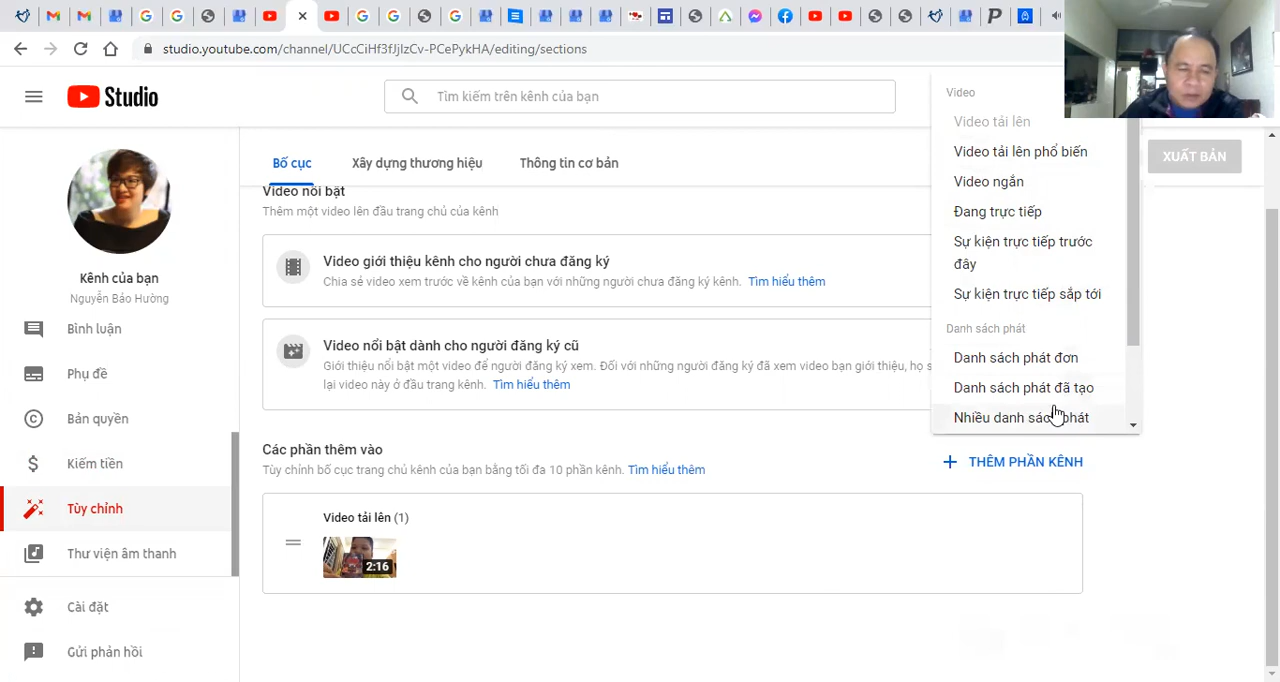 studio.youtube.com/channel/UCcCiHf3fJjIzCv-PCePykHA/editing/sections
Studio
Tìm kiếm trên kênh của bạn
Bố cục
Xây dựng thương hiệu
Thông tin cơ bản
XUẤT BẢN
Video nổi bật
Thêm một video lên đầu trang chủ của kênh
Video giới thiệu kênh cho người chưa đăng ký
Chia sẻ video xem trước về kênh của bạn với những người chưa đăng ký kênh. Tìm hiểu thêm
Video nổi bật dành cho người đăng ký cũ
Giới thiệu nổi bật một video để người đăng ký xem. Đối với những người đăng ký đã xem video bạn giới thiệu, họ s
lại video này ở đầu trang kênh. Tìm hiểu thêm
Các phần thêm vào
Tùy chỉnh bố cục trang chủ kênh của bạn bằng tối đa 10 phần kênh. Tìm hiểu thêm
THÊM PHẦN KÊNH
Video tải lên (1)
2:16
Video
Video tải lên
Video tải lên phổ biến
Video ngắn
Đang trực tiếp
Sự kiện trực tiếp trước
đây
Sự kiện trực tiếp sắp tới
Danh sách phát
Danh sách phát đơn
Danh sách phát đã tạo
Nhiều danh sách phát
Kênh của bạn
Nguyễn Bảo Hường
Bình luận
Phụ đề
Bản quyền
Kiếm tiền
Tùy chỉnh
Thư viện âm thanh
Cài đặt
Gửi phản hồi